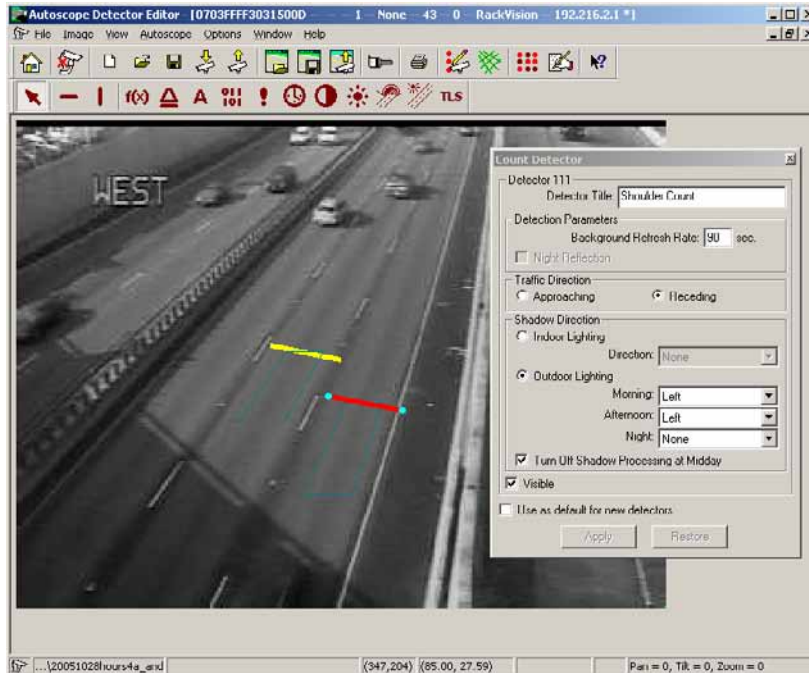 Autoscope Detector Editor - [0703FFFF3031500D - - - - 1 - None - 43 - 0 - RackVision - 192.216.2.1 *]
File Image View Autoscope Options Window Help
f(x) A TLS
WEST
Count Detector
Detector 111
Detector Title: Shoulder Count
Detection Parameters
Background Refresh Rate: 90 sec.
Night Reflection
Traffic Direction
Approaching Receding
Shadow Direction
Indoor Lighting
Direction: None
Outdoor Lighting
Morning: Left
Afternoon: Left
Night: None
Turn Off Shadow Processing at Midday
Visible
Use as default for new detectors
Apply Restore
...\20051028hours4a_and (347,204) (85.00, 27.59) Pan = 0, Tilt = 0, Zoom = 0